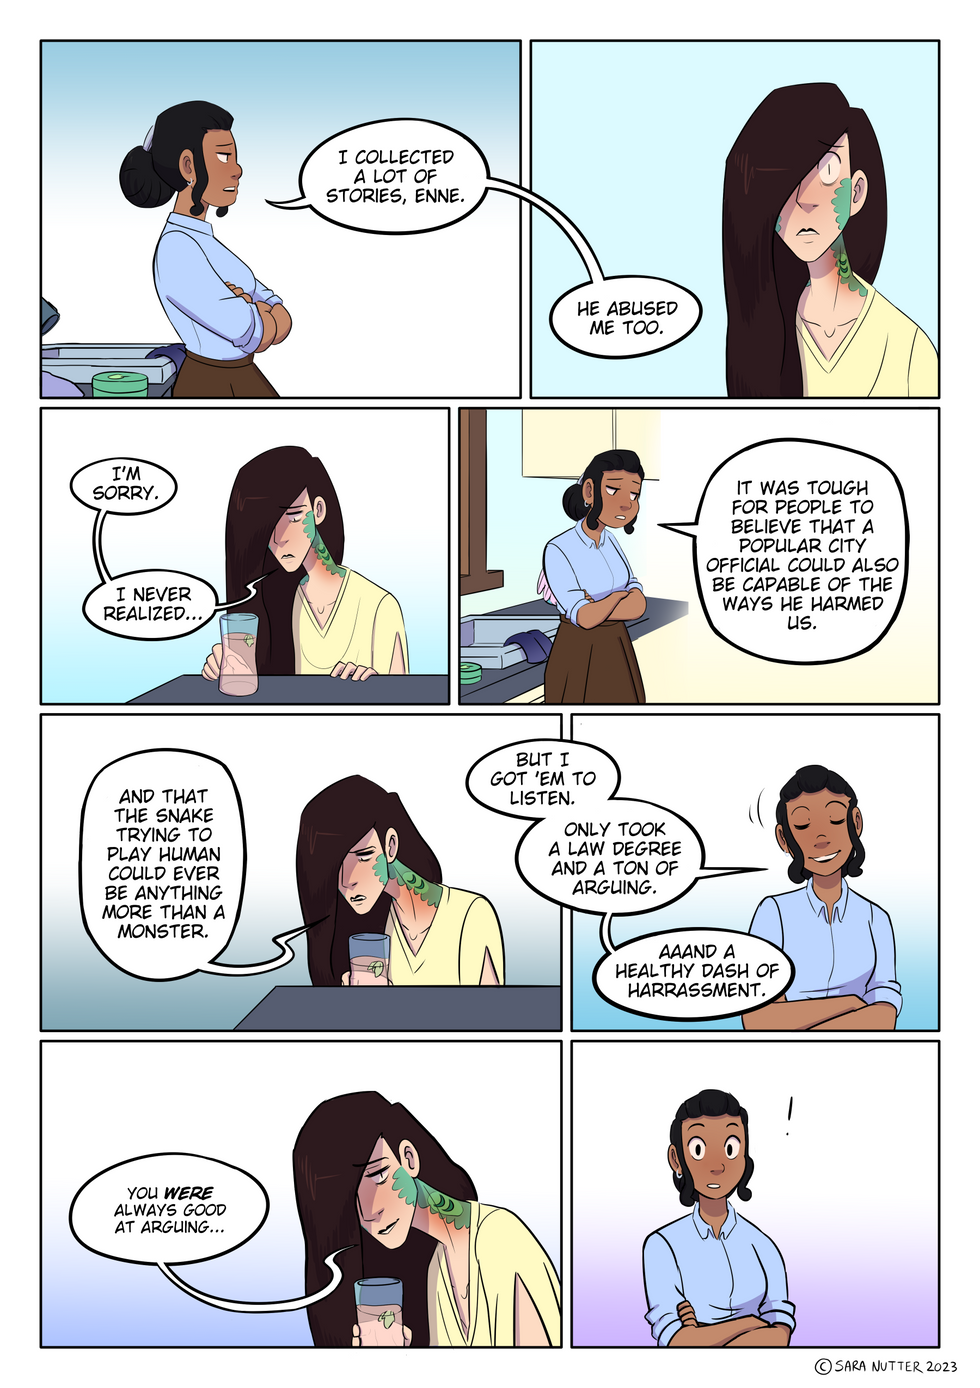 I COLLECTED
A LOT OF
STORIES, ENNE.
HE ABUSED
ME TOO.
I'M
SORRY.
I NEVER
REALIZED...
IT WAS TOUGH
FOR PEOPLE TO
BELIEVE THAT A
POPULAR CITY
OFFICIAL COULD ALSO
BE CAPABLE OF THE
WAYS HE HARMED
US.
AND THAT
THE SNAKE
TRYING TO
PLAY HUMAN
COULD EVER
BE ANYTHING
MORE THAN A
MONSTER.
BUT I
GOT 'EM TO
LISTEN.
ONLY TOOK
A LAW DEGREE
AND A TON OF
ARGUING.
AAAND A
HEALTHY DASH OF
HARRASSMENT.
YOU WERE
ALWAYS GOOD
AT ARGUING...
!
© SARA NUTTER 2023